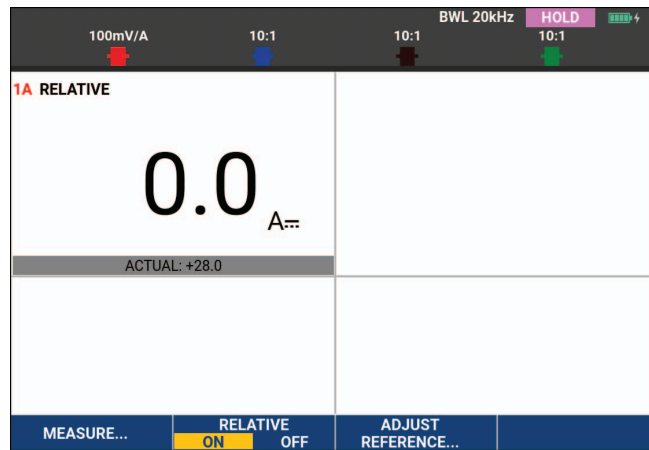 BWL 20kHz HOLD
100mV/A 10:1 10:1 10:1
1A RELATIVE
0.0 A⎓
ACTUAL: +28.0
MEASURE... RELATIVE ADJUST
ON OFF REFERENCE...